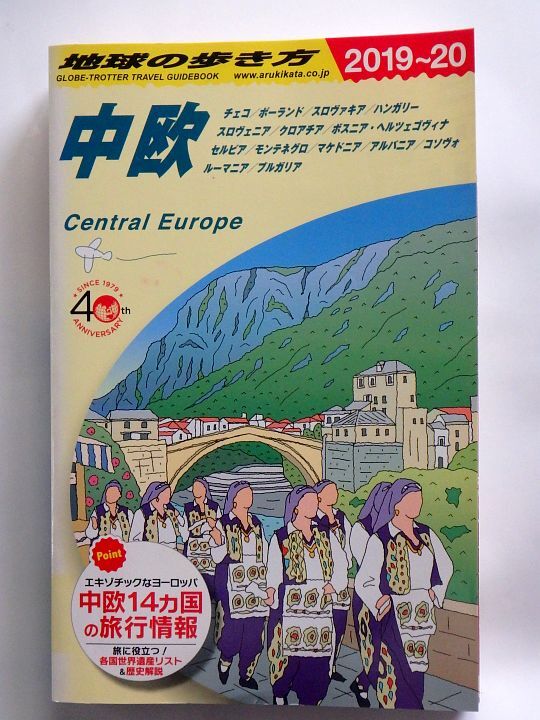 地球の歩き方
2019~20
GLOBE-TROTTER TRAVEL GUIDEBOOK
www.arukikata.co.jp
中欧
チェコ/ポーランド/スロヴァキア/ハンガリー
スロヴェニア/クロアチア/ボスニア・ヘルツェゴヴィナ
セルビア/モンテネグロ/マケドニア/アルバニア/コソヴォ
ルーマニア/ブルガリア
Central Europe
SINCE 1979
40th
ANNIVERSARY
Point
エキゾチックなヨーロッパ
中欧14ヵ国
の旅行情報
旅に役立つ!
各国世界遺産リスト
&歴史解説